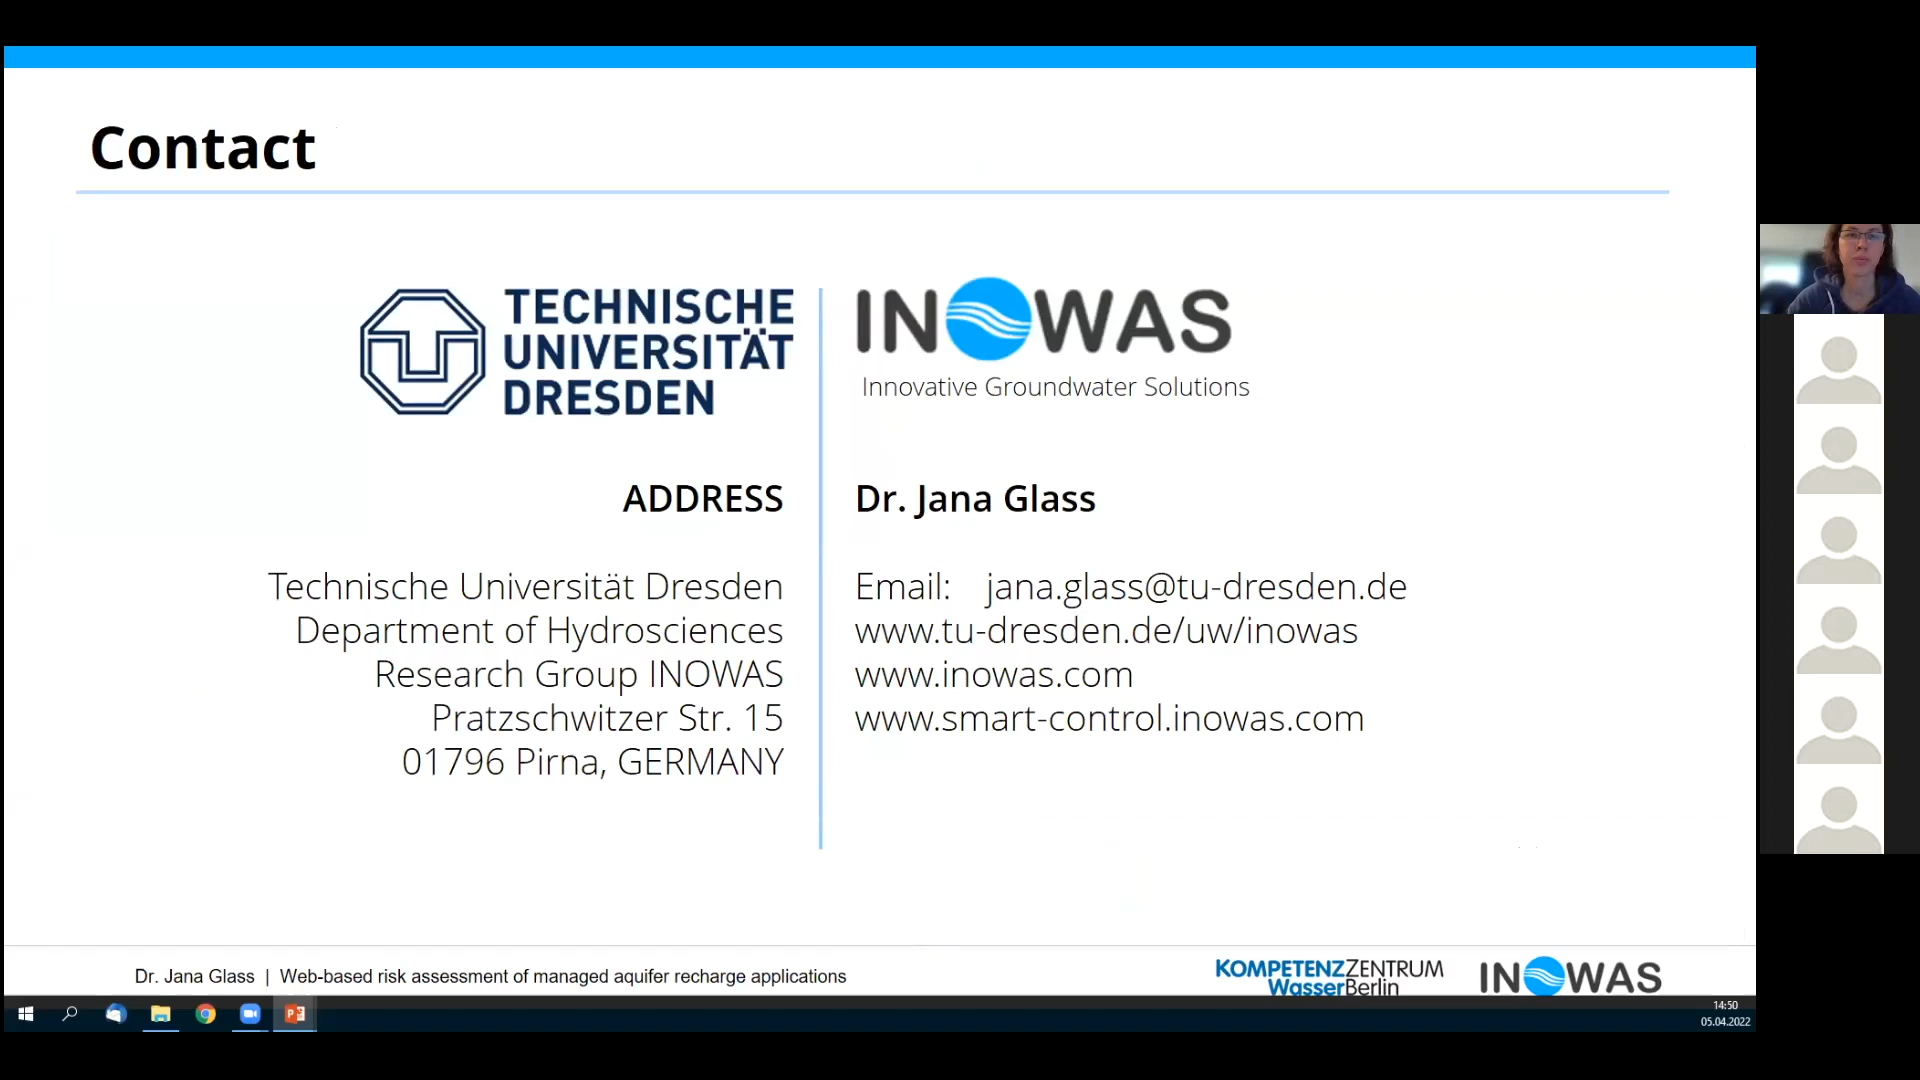 Contact
TECHNISCHE
UNIVERSITÄT
DRESDEN
INOWAS
Innovative Groundwater Solutions
ADDRESS
Technische Universität Dresden
Department of Hydrosciences
Research Group INOWAS
Pratzschwitzer Str. 15
01796 Pirna, GERMANY
Dr. Jana Glass
Email: jana.glass@tu-dresden.de
www.tu-dresden.de/uw/inowas
www.inowas.com
www.smart-control.inowas.com
Dr. Jana Glass | Web-based risk assessment of managed aquifer recharge applications
KOMPETENZZENTRUM
WasserBerlin
INOWAS
14:50
05.04.2022